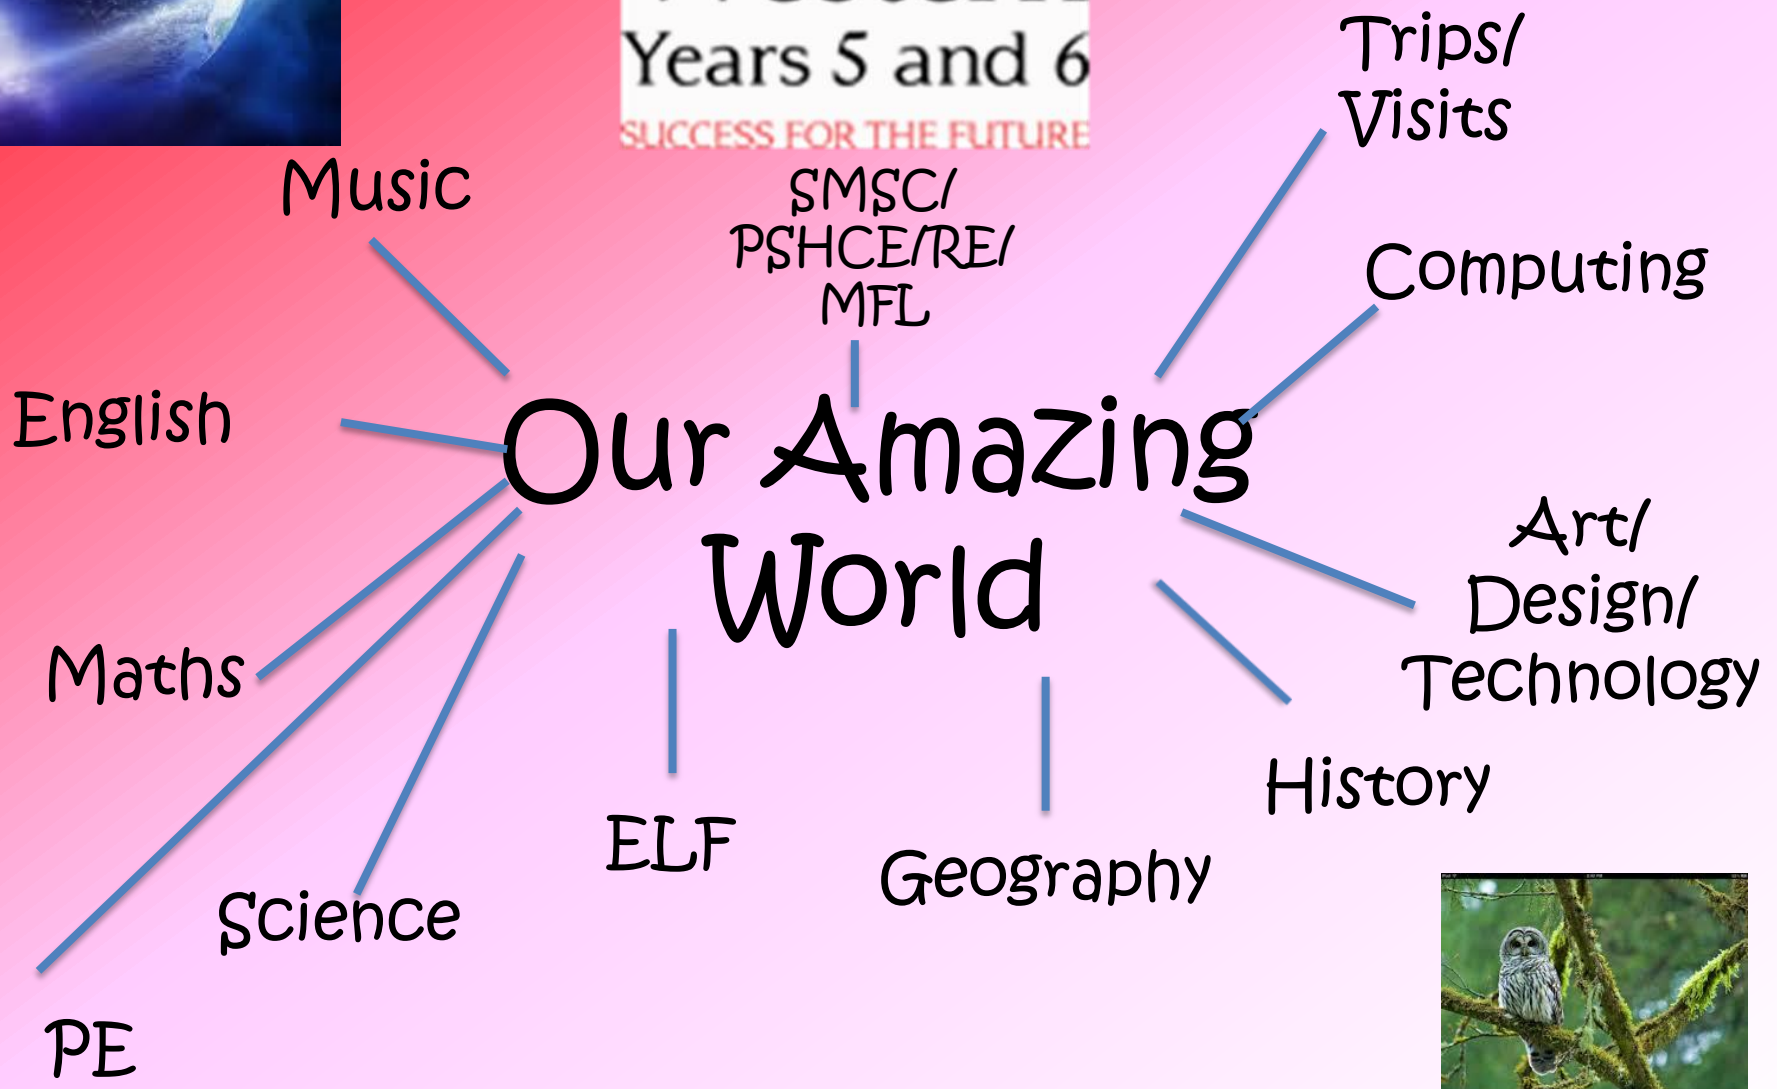 Years 5 and 6
SUCCESS FOR THE FUTURE
Trips/
Visits
Music
SMSC/
PSHCE/RE/
MFL
Computing
English
Our Amazing
World
Art/
Design/
Technology
Maths
History
ELF
Geography
Science
PE